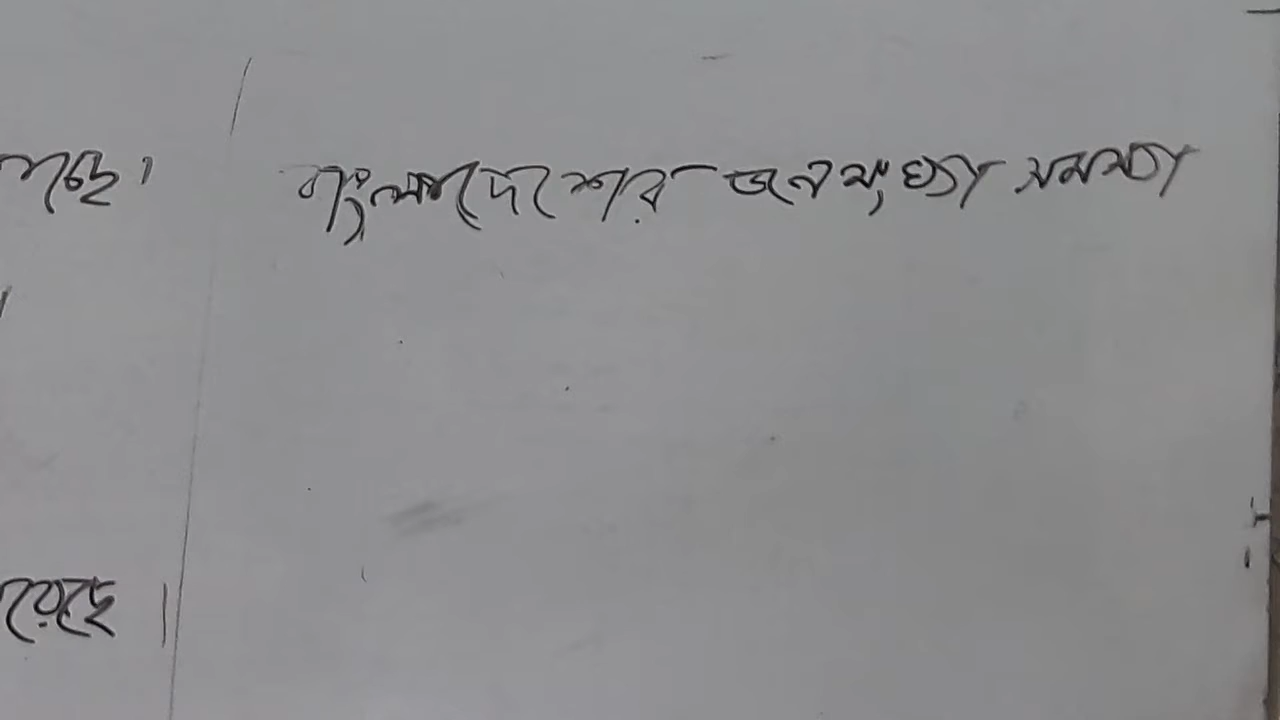 বাংলাদেশের জনসংখ্যা সমস্যা
য়েছে।